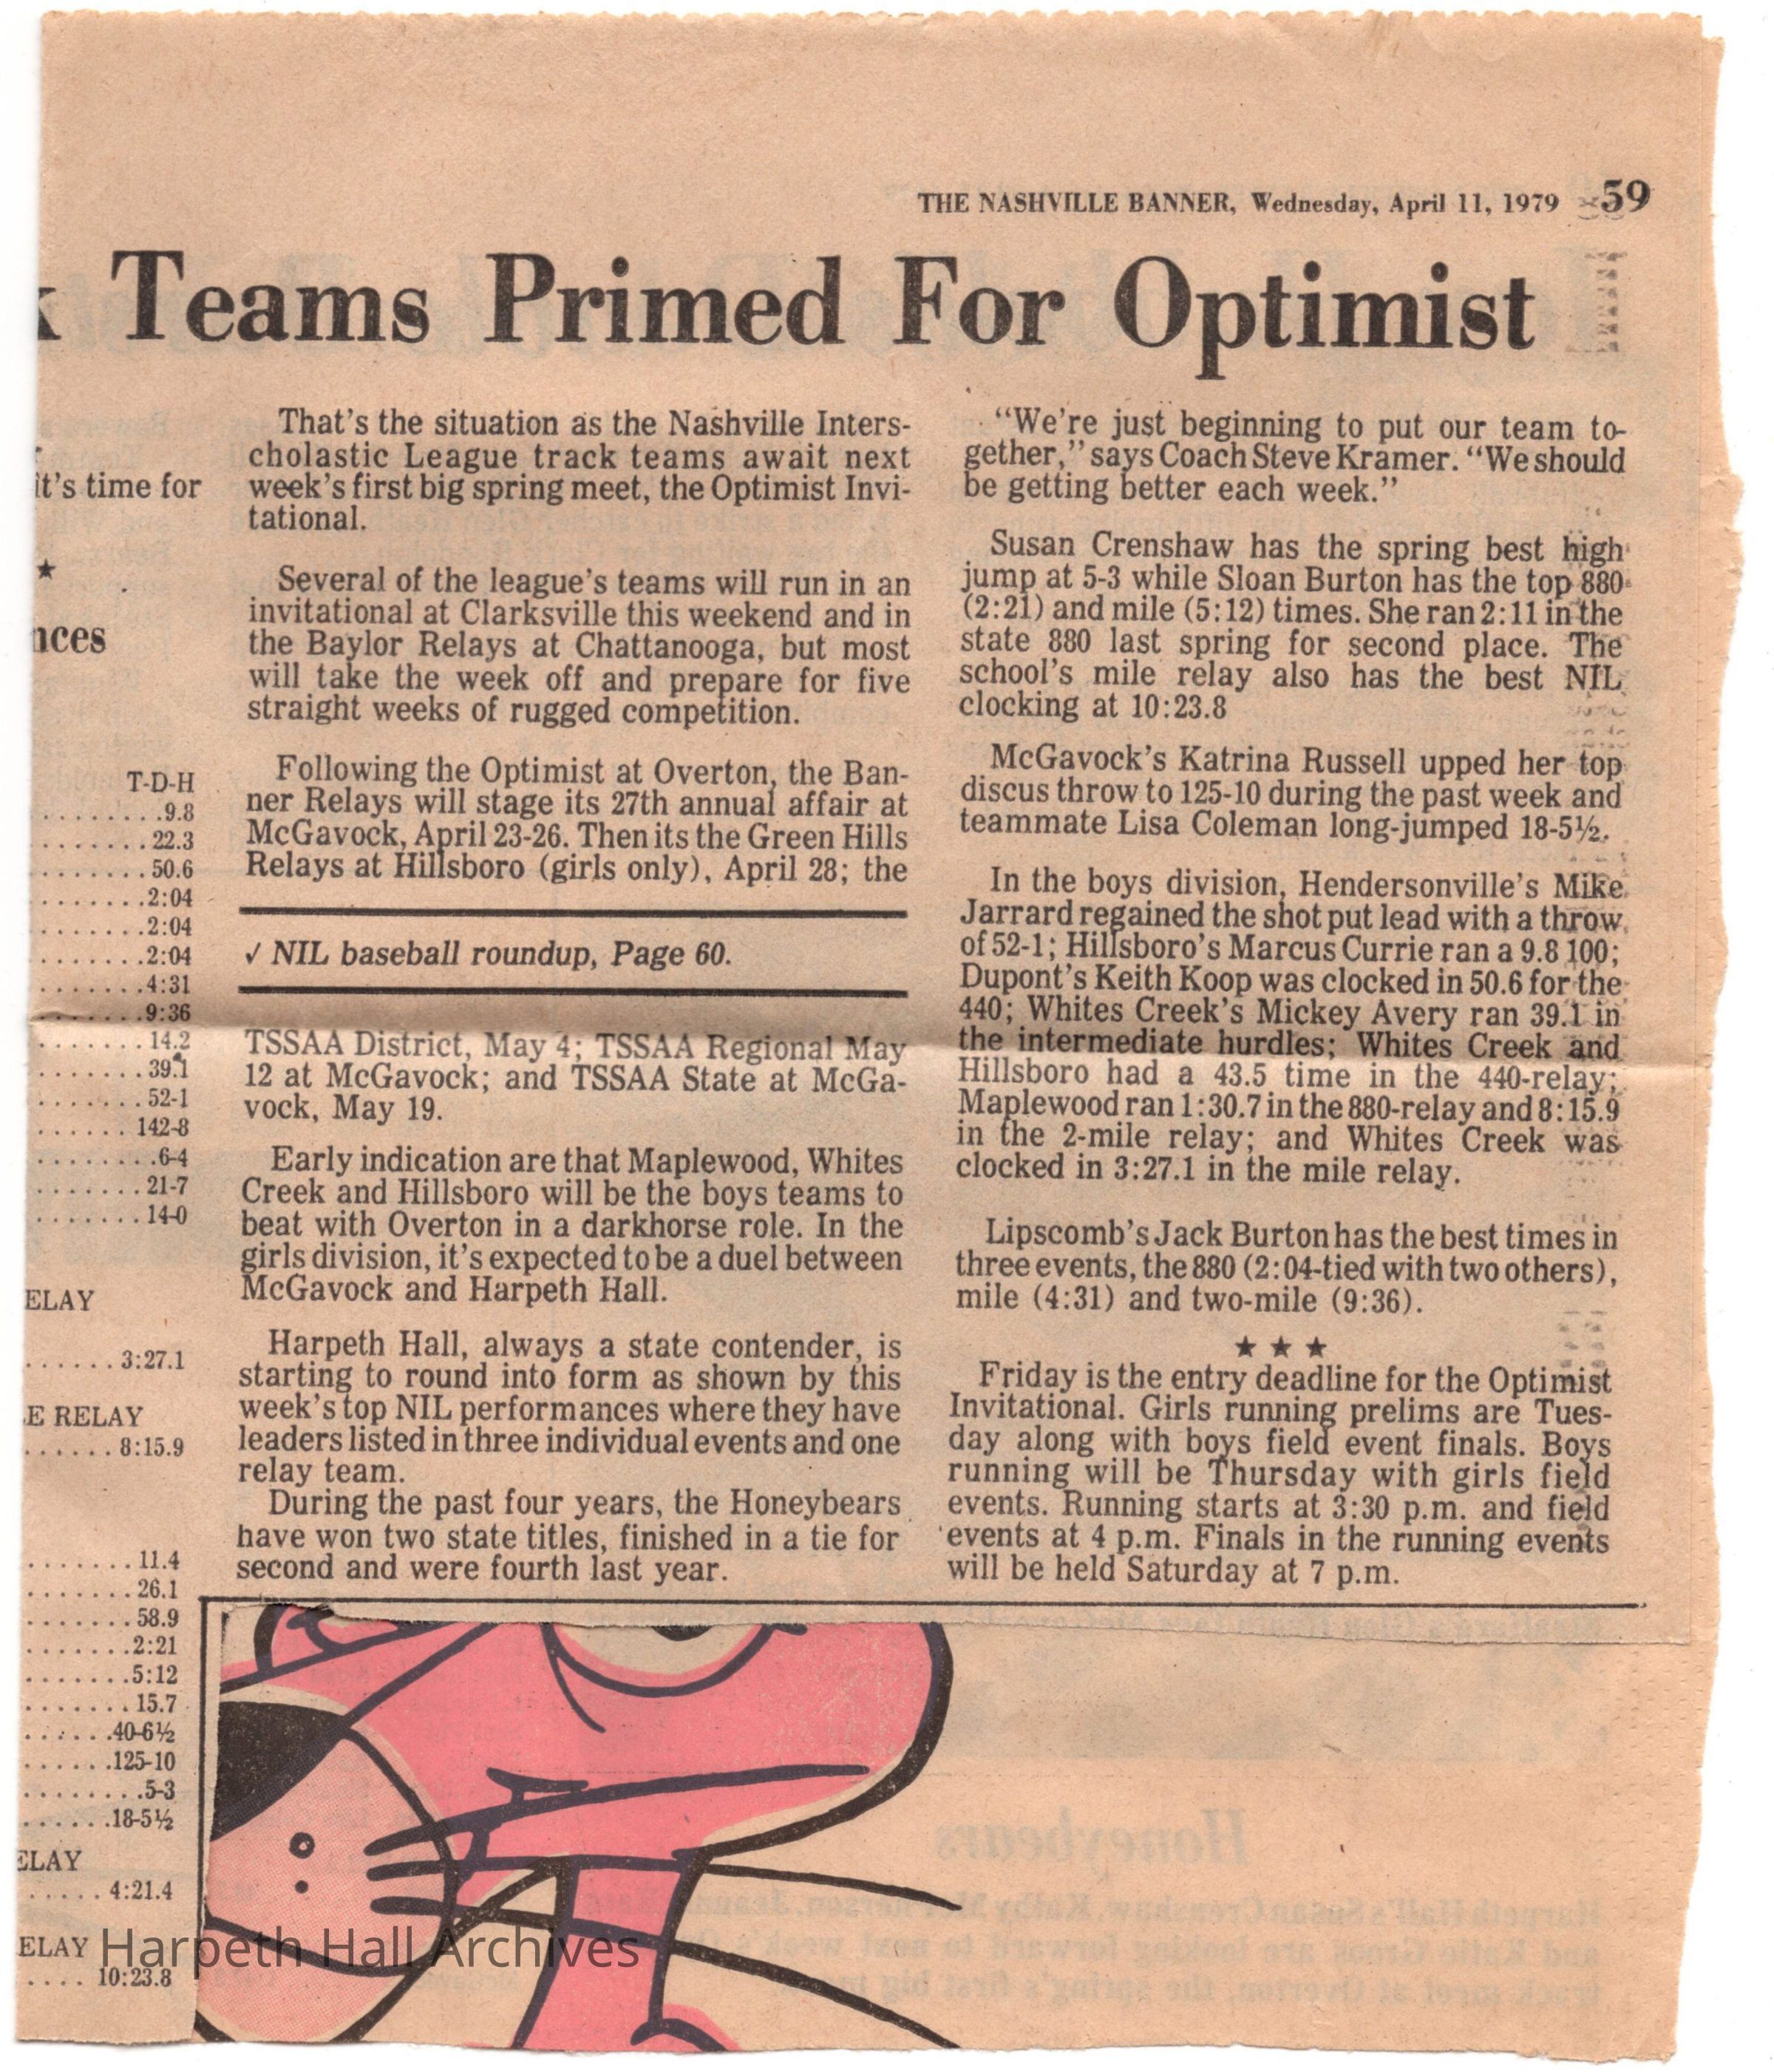 THE NASHVILLE BANNER, Wednesday, April 11, 1979 59
Teams Primed For Optimist
it's time for
★
nces
T-D-H
.........9.8
........22.3
........50.6
........2:04
........2:04
........2:04
........4:31
........9:36
........14.2
........39.1
........52-1
.......142-8
.........6-4
........21-7
........14-0
ELAY
......3:27.1
E RELAY
......8:15.9
........11.4
........26.1
........58.9
........2:21
........5:12
........15.7
......40-6½
......125-10
.........5-3
......18-5½
ELAY
.....4:21.4
ELAY
....10:23.8
That's the situation as the Nashville Inters-
cholastic League track teams await next
week's first big spring meet, the Optimist Invi-
tational.
Several of the league's teams will run in an
invitational at Clarksville this weekend and in
the Baylor Relays at Chattanooga, but most
will take the week off and prepare for five
straight weeks of rugged competition.
Following the Optimist at Overton, the Ban-
ner Relays will stage its 27th annual affair at
McGavock, April 23-26. Then its the Green Hills
Relays at Hillsboro (girls only), April 28; the
✓ NIL baseball roundup, Page 60.
TSSAA District, May 4; TSSAA Regional May
12 at McGavock; and TSSAA State at McGa-
vock, May 19.
Early indication are that Maplewood, Whites
Creek and Hillsboro will be the boys teams to
beat with Overton in a darkhorse role. In the
girls division, it's expected to be a duel between
McGavock and Harpeth Hall.
Harpeth Hall, always a state contender, is
starting to round into form as shown by this
week's top NIL performances where they have
leaders listed in three individual events and one
relay team.
During the past four years, the Honeybears
have won two state titles, finished in a tie for
second and were fourth last year.
“We're just beginning to put our team to-
gether,” says Coach Steve Kramer. “We should
be getting better each week.”
Susan Crenshaw has the spring best high
jump at 5-3 while Sloan Burton has the top 880
(2:21) and mile (5:12) times. She ran 2:11 in the
state 880 last spring for second place. The
school's mile relay also has the best NIL
clocking at 10:23.8
McGavock's Katrina Russell upped her top
discus throw to 125-10 during the past week and
teammate Lisa Coleman long-jumped 18-5½.
In the boys division, Hendersonville's Mike
Jarrard regained the shot put lead with a throw
of 52-1; Hillsboro's Marcus Currie ran a 9.8 100;
Dupont's Keith Koop was clocked in 50.6 for the
440; Whites Creek's Mickey Avery ran 39.1 in
the intermediate hurdles; Whites Creek and
Hillsboro had a 43.5 time in the 440-relay;
Maplewood ran 1:30.7 in the 880-relay and 8:15.9
in the 2-mile relay; and Whites Creek was
clocked in 3:27.1 in the mile relay.
Lipscomb's Jack Burton has the best times in
three events, the 880 (2:04-tied with two others),
mile (4:31) and two-mile (9:36).
★ ★ ★
Friday is the entry deadline for the Optimist
Invitational. Girls running prelims are Tues-
day along with boys field event finals. Boys
running will be Thursday with girls field
events. Running starts at 3:30 p.m. and field
events at 4 p.m. Finals in the running events
will be held Saturday at 7 p.m.
Harpeth Hall Archives